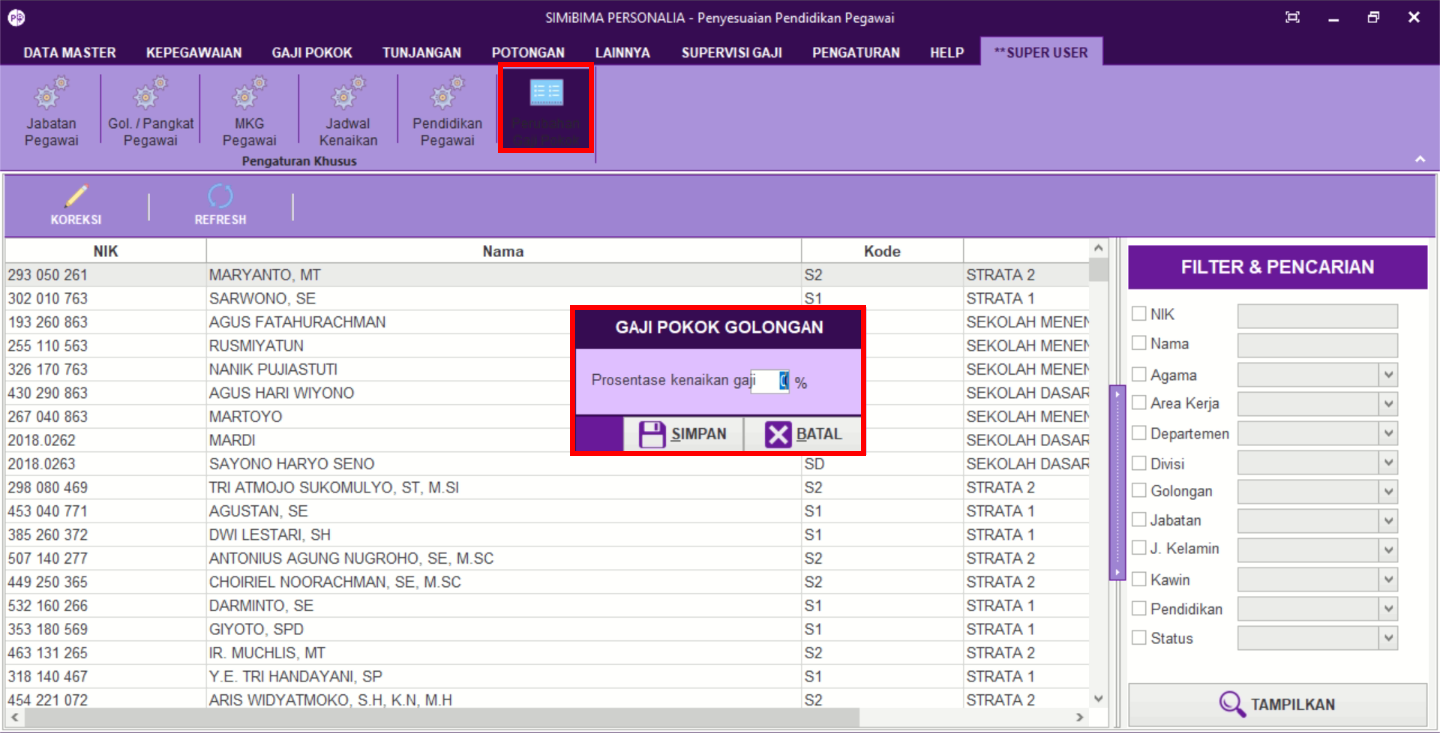 SIMiBIMA PERSONALIA - Penyesuaian Pendidikan Pegawai
DATA MASTER KEPEGAWAIAN GAJI POKOK TUNJANGAN POTONGAN LAINNYA SUPERVISI GAJI PENGATURAN HELP **SUPER USER
Jabatan Pegawai
Gol. / Pangkat Pegawai
MKG Pegawai
Jadwal Kenaikan
Pendidikan Pegawai
Pengaturan Khusus
KOREKSI REFRESH
NIK Nama Kode
293 050 261 MARYANTO, MT S2 STRATA 2
302 010 763 SARWONO, SE S1 STRATA 1
193 260 863 AGUS FATAHURACHMAN SEKOLAH MENEN
255 110 563 RUSMIYATUN SEKOLAH MENEN
326 170 763 NANIK PUJIASTUTI SEKOLAH MENEN
430 290 863 AGUS HARI WIYONO SEKOLAH DASAR
267 040 863 MARTOYO SEKOLAH MENEN
2018.0262 MARDI SEKOLAH DASAR
2018.0263 SAYONO HARYO SENO SD SEKOLAH DASAR
298 080 469 TRI ATMOJO SUKOMULYO, ST, M.SI S2 STRATA 2
453 040 771 AGUSTAN, SE S1 STRATA 1
385 260 372 DWI LESTARI, SH S1 STRATA 1
507 140 277 ANTONIUS AGUNG NUGROHO, SE, M.SC S2 STRATA 2
449 250 365 CHOIRIEL NOORACHMAN, SE, M.SC S2 STRATA 2
532 160 266 DARMINTO, SE S1 STRATA 1
353 180 569 GIYOTO, SPD S1 STRATA 1
463 131 265 IR. MUCHLIS, MT S2 STRATA 2
318 140 467 Y.E. TRI HANDAYANI, SP S1 STRATA 1
454 221 072 ARIS WIDYATMOKO, S.H, K.N, M.H S2 STRATA 2
GAJI POKOK GOLONGAN
Prosentase kenaikan gaji 0 %
SIMPAN BATAL
FILTER & PENCARIAN
NIK
Nama
Agama
Area Kerja
Departemen
Divisi
Golongan
Jabatan
J. Kelamin
Kawin
Pendidikan
Status
TAMPILKAN